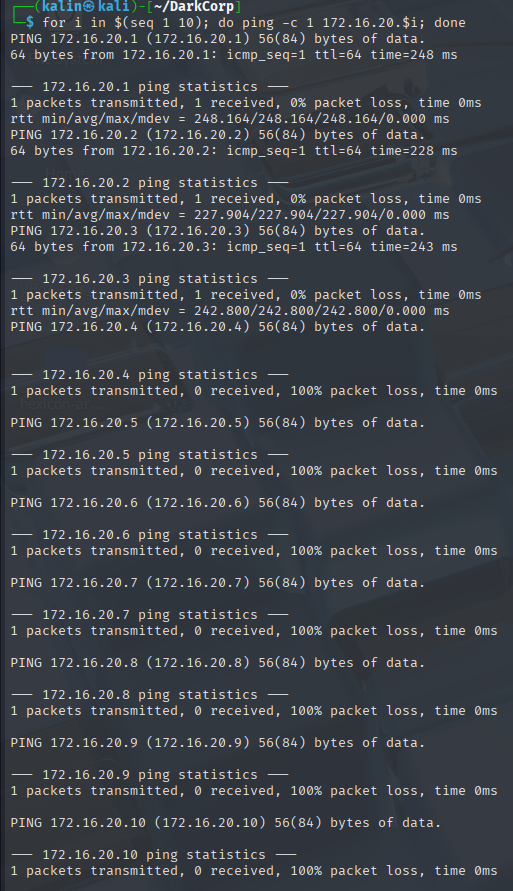 ┌──(kalin㉿kali)-[~/DarkCorp]
└─$ for i in $(seq 1 10); do ping -c 1 172.16.20.$i; done
PING 172.16.20.1 (172.16.20.1) 56(84) bytes of data.
64 bytes from 172.16.20.1: icmp_seq=1 ttl=64 time=248 ms

--- 172.16.20.1 ping statistics ---
1 packets transmitted, 1 received, 0% packet loss, time 0ms
rtt min/avg/max/mdev = 248.164/248.164/248.164/0.000 ms
PING 172.16.20.2 (172.16.20.2) 56(84) bytes of data.
64 bytes from 172.16.20.2: icmp_seq=1 ttl=64 time=228 ms

--- 172.16.20.2 ping statistics ---
1 packets transmitted, 1 received, 0% packet loss, time 0ms
rtt min/avg/max/mdev = 227.904/227.904/227.904/0.000 ms
PING 172.16.20.3 (172.16.20.3) 56(84) bytes of data.
64 bytes from 172.16.20.3: icmp_seq=1 ttl=64 time=243 ms

--- 172.16.20.3 ping statistics ---
1 packets transmitted, 1 received, 0% packet loss, time 0ms
rtt min/avg/max/mdev = 242.800/242.800/242.800/0.000 ms
PING 172.16.20.4 (172.16.20.4) 56(84) bytes of data.

--- 172.16.20.4 ping statistics ---
1 packets transmitted, 0 received, 100% packet loss, time 0ms

PING 172.16.20.5 (172.16.20.5) 56(84) bytes of data.

--- 172.16.20.5 ping statistics ---
1 packets transmitted, 0 received, 100% packet loss, time 0ms

PING 172.16.20.6 (172.16.20.6) 56(84) bytes of data.

--- 172.16.20.6 ping statistics ---
1 packets transmitted, 0 received, 100% packet loss, time 0ms

PING 172.16.20.7 (172.16.20.7) 56(84) bytes of data.

--- 172.16.20.7 ping statistics ---
1 packets transmitted, 0 received, 100% packet loss, time 0ms

PING 172.16.20.8 (172.16.20.8) 56(84) bytes of data.

--- 172.16.20.8 ping statistics ---
1 packets transmitted, 0 received, 100% packet loss, time 0ms

PING 172.16.20.9 (172.16.20.9) 56(84) bytes of data.

--- 172.16.20.9 ping statistics ---
1 packets transmitted, 0 received, 100% packet loss, time 0ms

PING 172.16.20.10 (172.16.20.10) 56(84) bytes of data.

--- 172.16.20.10 ping statistics ---
1 packets transmitted, 0 received, 100% packet loss, time 0ms